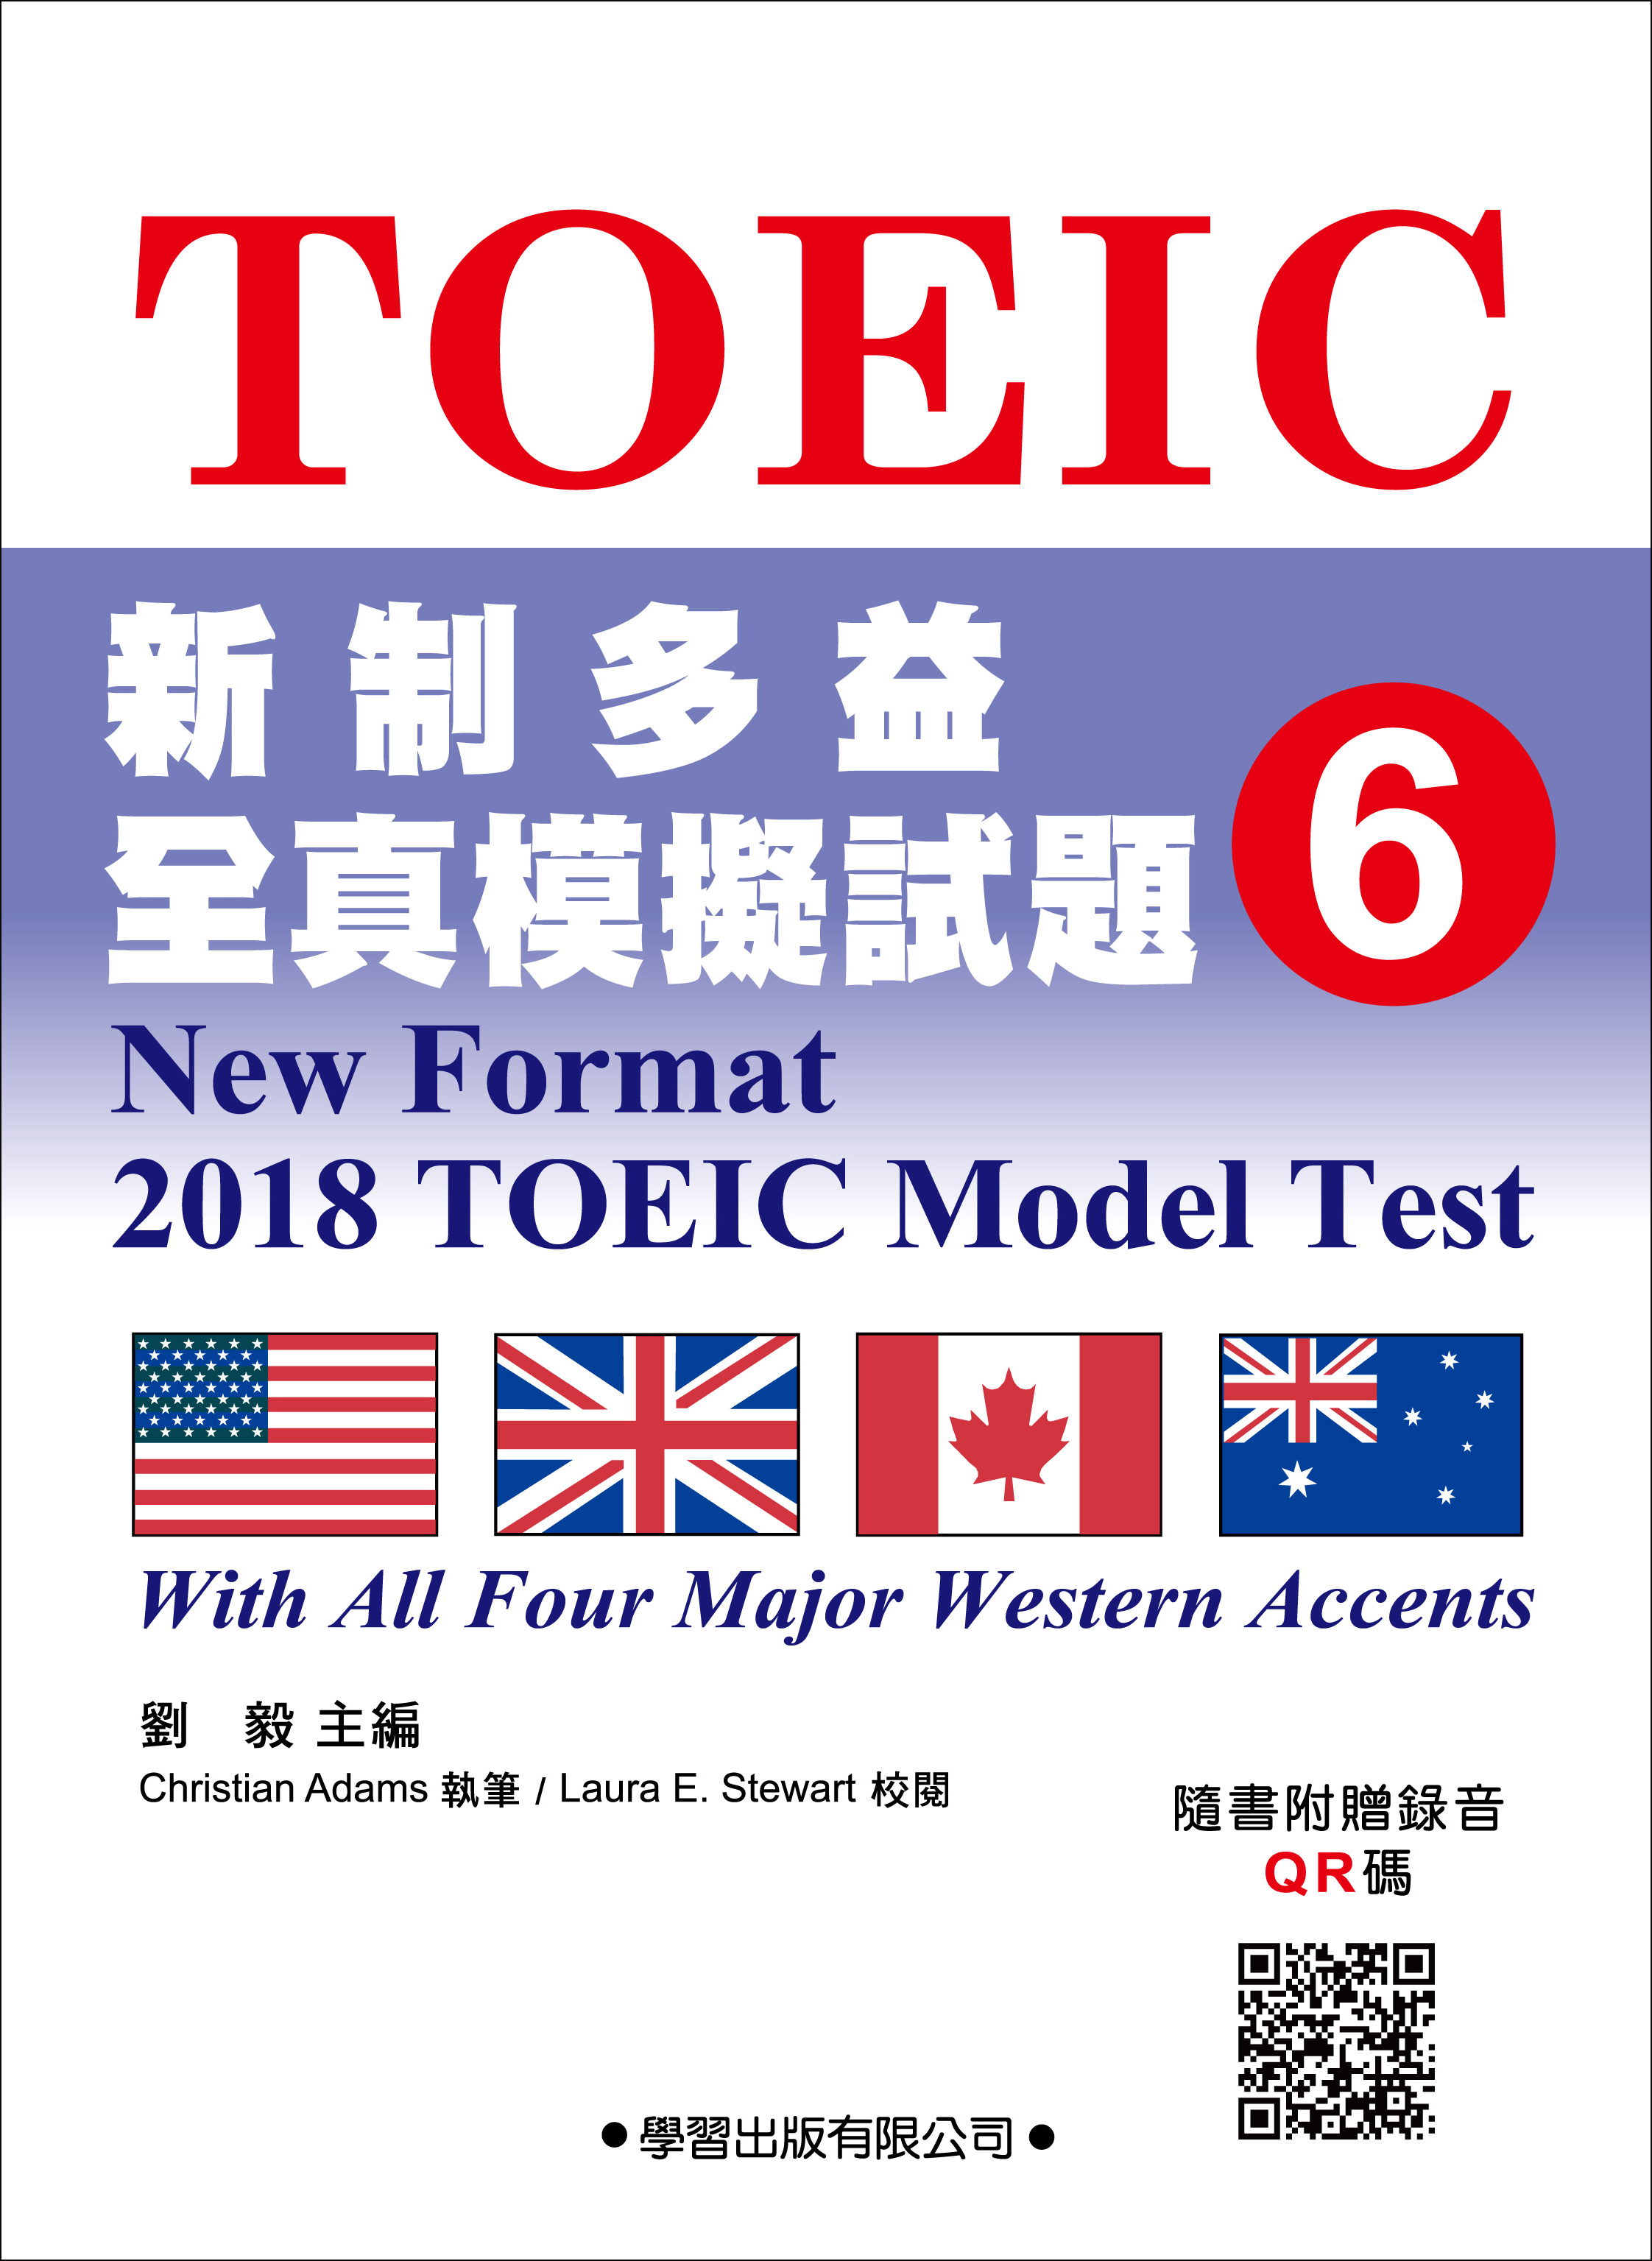 TOEIC
新制多益
全真模擬試題 6
New Format
2018 TOEIC Model Test
With All Four Major Western Accents
劉 毅 主編
Christian Adams 執筆 / Laura E. Stewart 校閱
隨書附贈錄音
QR碼
● 學習出版有限公司 ●